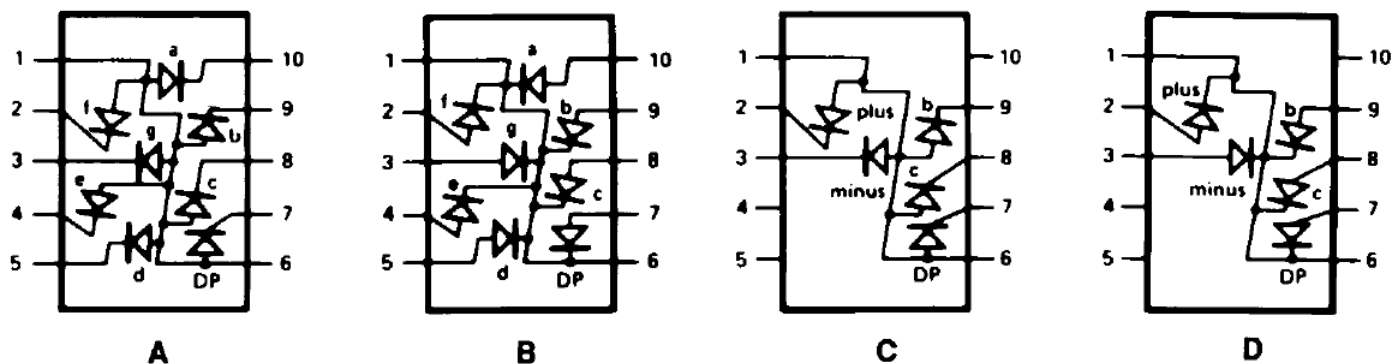 1 a 10
2 f 9
g b
3 8
e c
4 7
5 d DP 6
A
1 a 10
2 f b 9
g
3 8
e c
4 7
5 d DP 6
B
1 10
2 plus b 9
3 8
minus c
4 7
5 DP 6
C
1 10
plus
2 b 9
3 8
minus c
4 7
5 DP 6
D